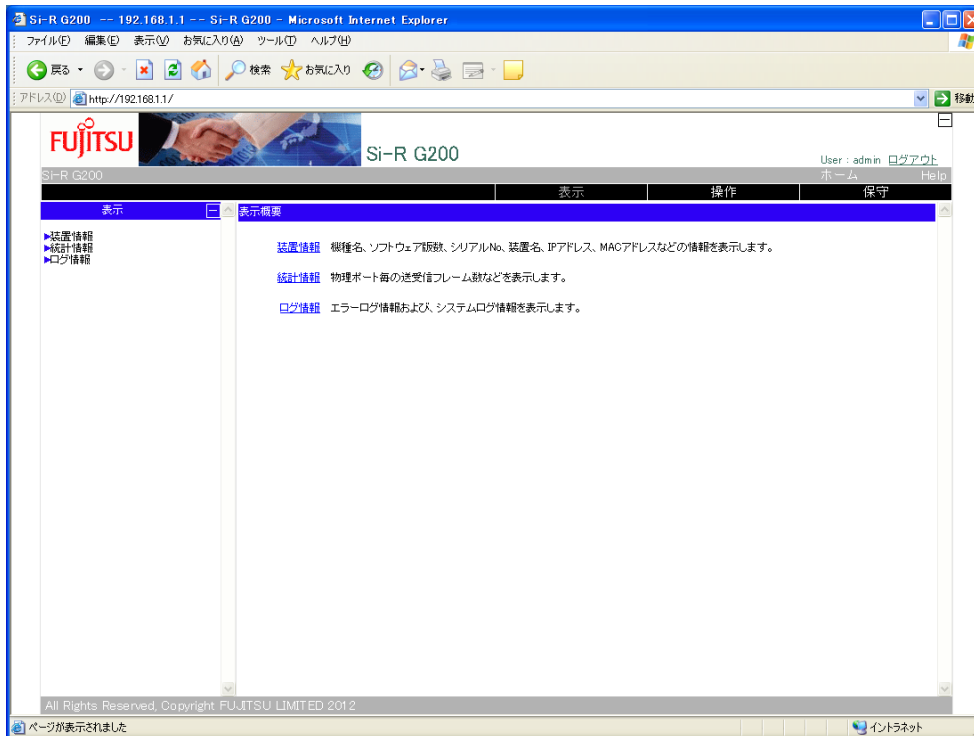 Si-R G200 -- 192.168.1.1 -- Si-R G200 - Microsoft Internet Explorer
ファイル(F) 編集(E) 表示(V) お気に入り(A) ツール(T) ヘルプ(H)
戻る 検索 お気に入り
アドレス(D) http://192.168.1.1/ 移動
FUJITSU
Si-R G200
User : admin ログアウト
Si-R G200 ホーム Help
表示 操作 保守
表示 表示概要
装置情報
統計情報
ログ情報
装置情報 機種名、ソフトウェア版数、シリアルNo、装置名、IPアドレス、MACアドレスなどの情報を表示します。
統計情報 物理ポート毎の送受信フレーム数などを表示します。
ログ情報 エラーログ情報および、システムログ情報を表示します。
All Rights Reserved, Copyright FUJITSU LIMITED 2012
ページが表示されました イントラネット